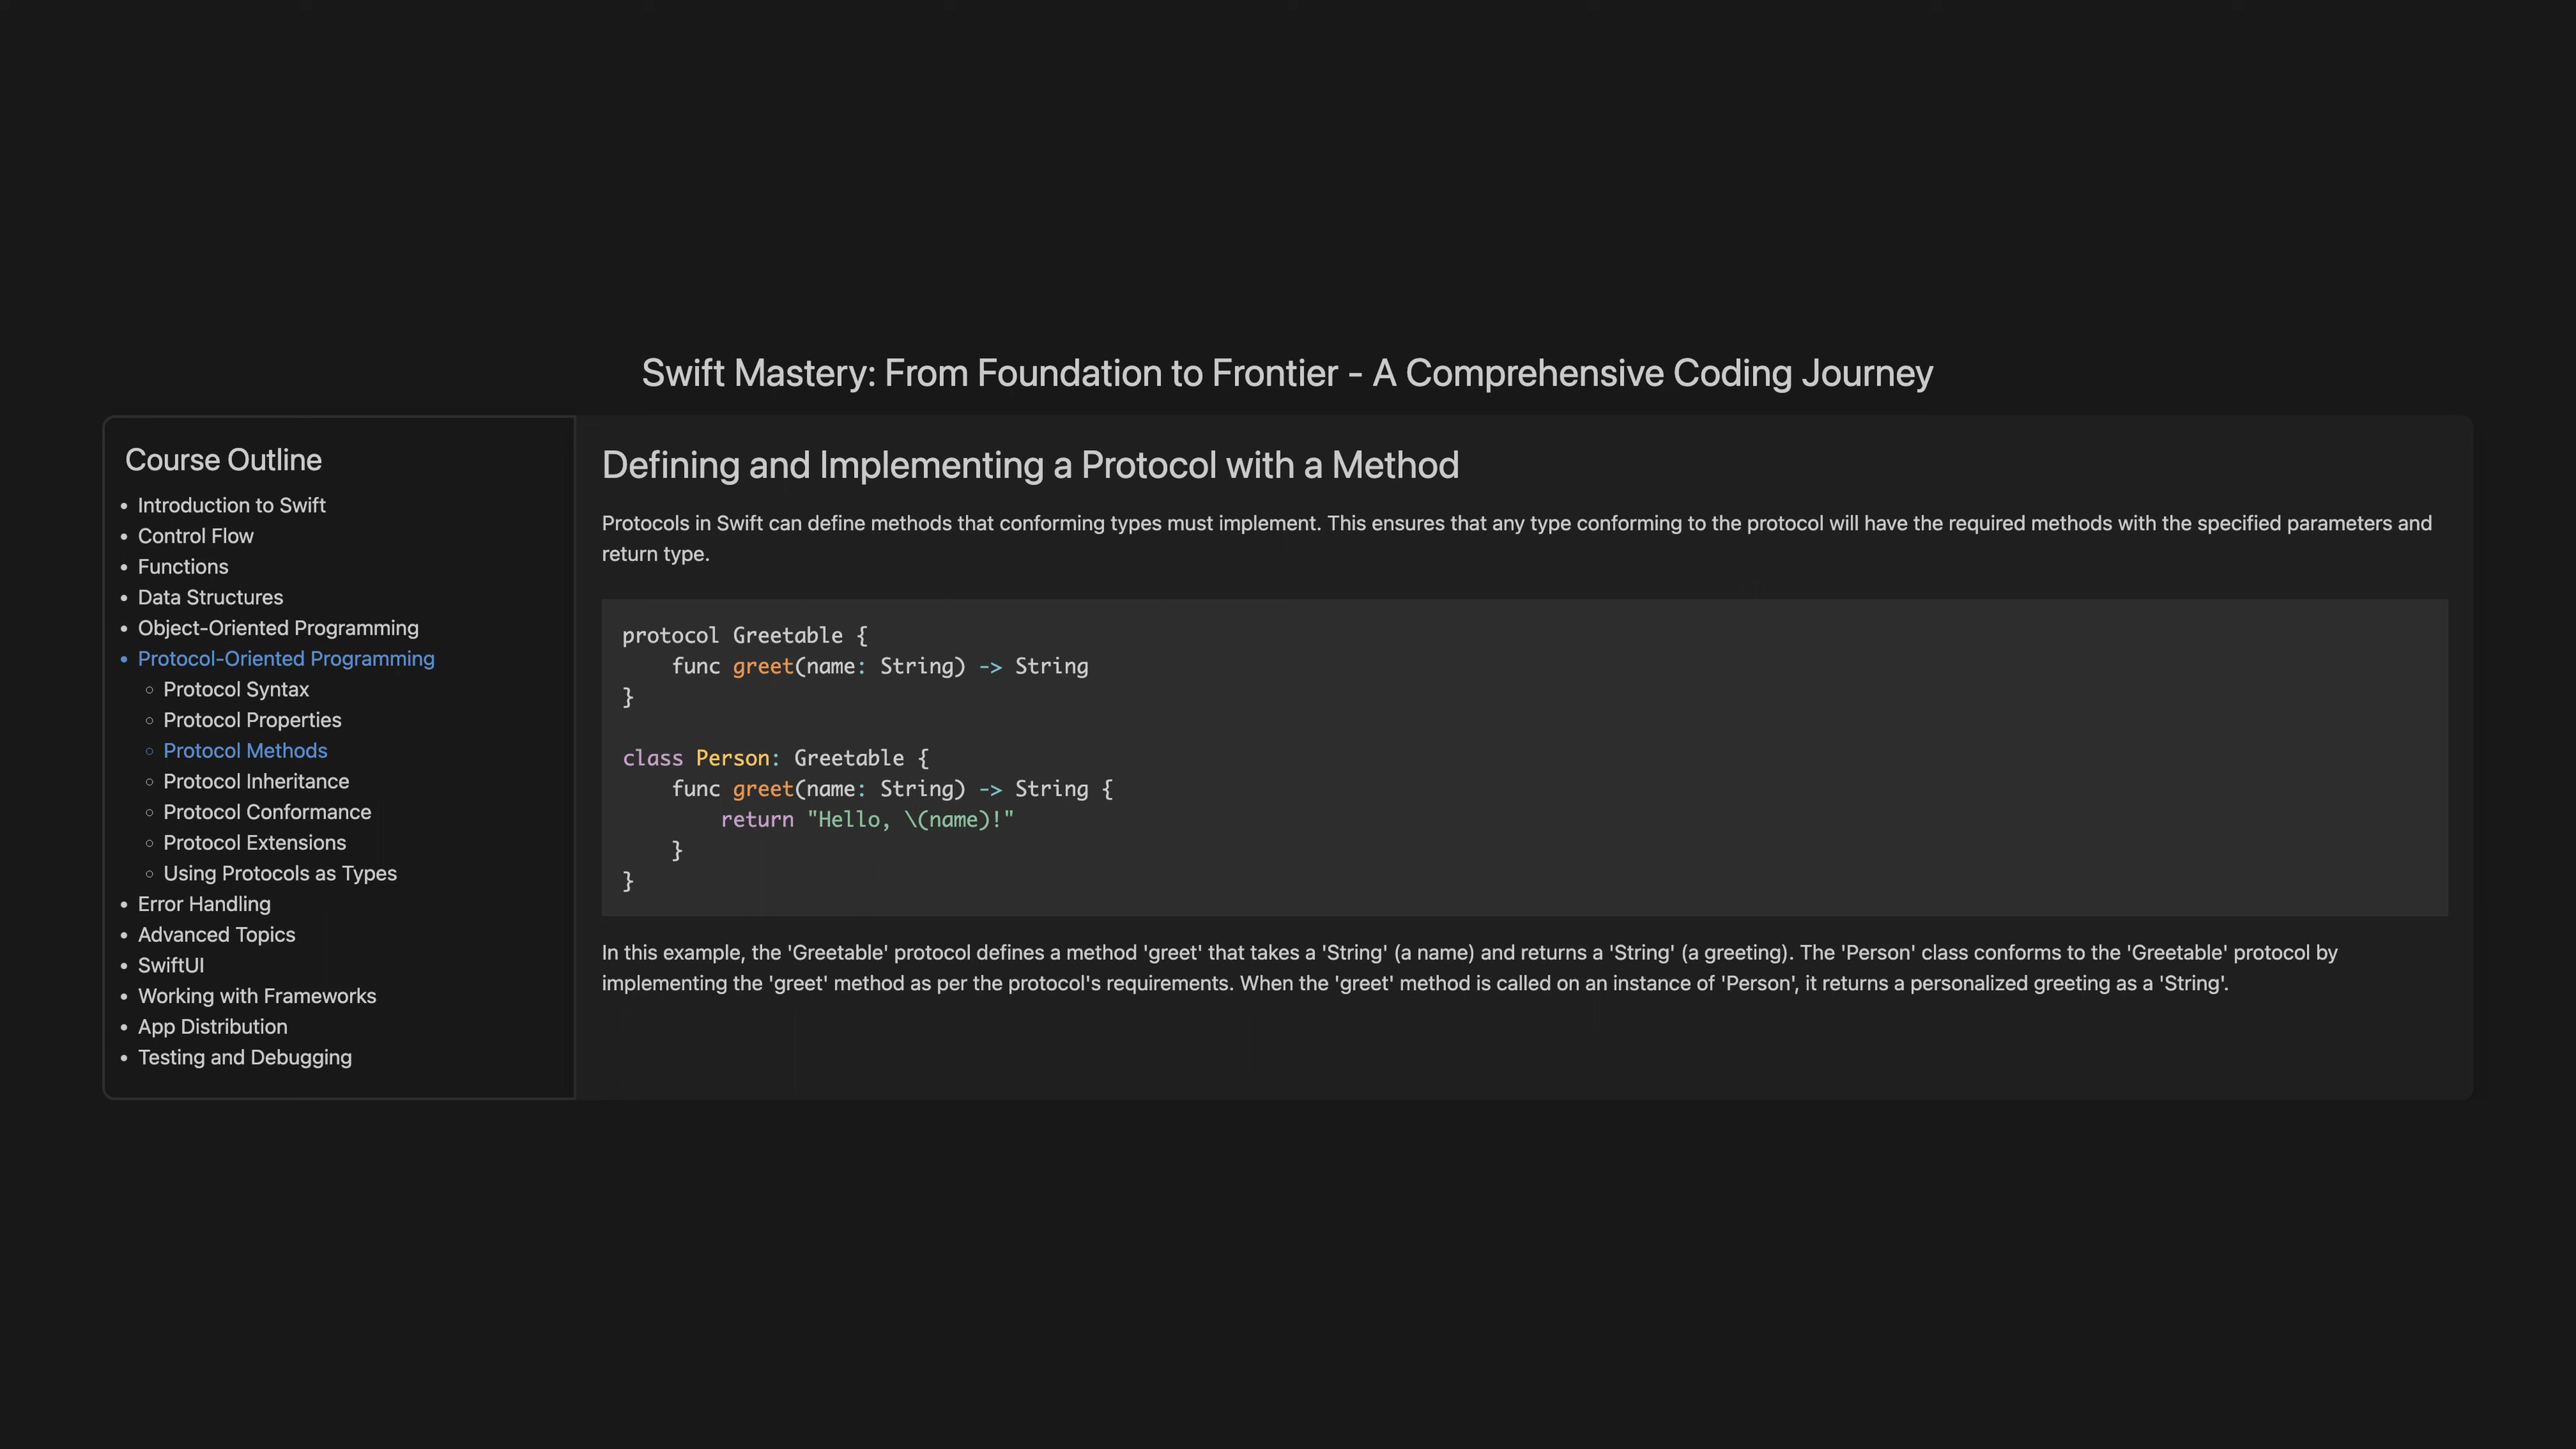 Swift Mastery: From Foundation to Frontier - A Comprehensive Coding Journey
Course Outline
Introduction to Swift
Control Flow
Functions
Data Structures
Object-Oriented Programming
Protocol-Oriented Programming
Protocol Syntax
Protocol Properties
Protocol Methods
Protocol Inheritance
Protocol Conformance
Protocol Extensions
Using Protocols as Types
Error Handling
Advanced Topics
SwiftUI
Working with Frameworks
App Distribution
Testing and Debugging
Defining and Implementing a Protocol with a Method
Protocols in Swift can define methods that conforming types must implement. This ensures that any type conforming to the protocol will have the required methods with the specified parameters and
return type.
protocol Greetable {
    func greet(name: String) -> String
}
class Person: Greetable {
    func greet(name: String) -> String {
        return "Hello, \(name)!"
    }
}
In this example, the 'Greetable' protocol defines a method 'greet' that takes a 'String' (a name) and returns a 'String' (a greeting). The 'Person' class conforms to the 'Greetable' protocol by
implementing the 'greet' method as per the protocol's requirements. When the 'greet' method is called on an instance of 'Person', it returns a personalized greeting as a 'String'.